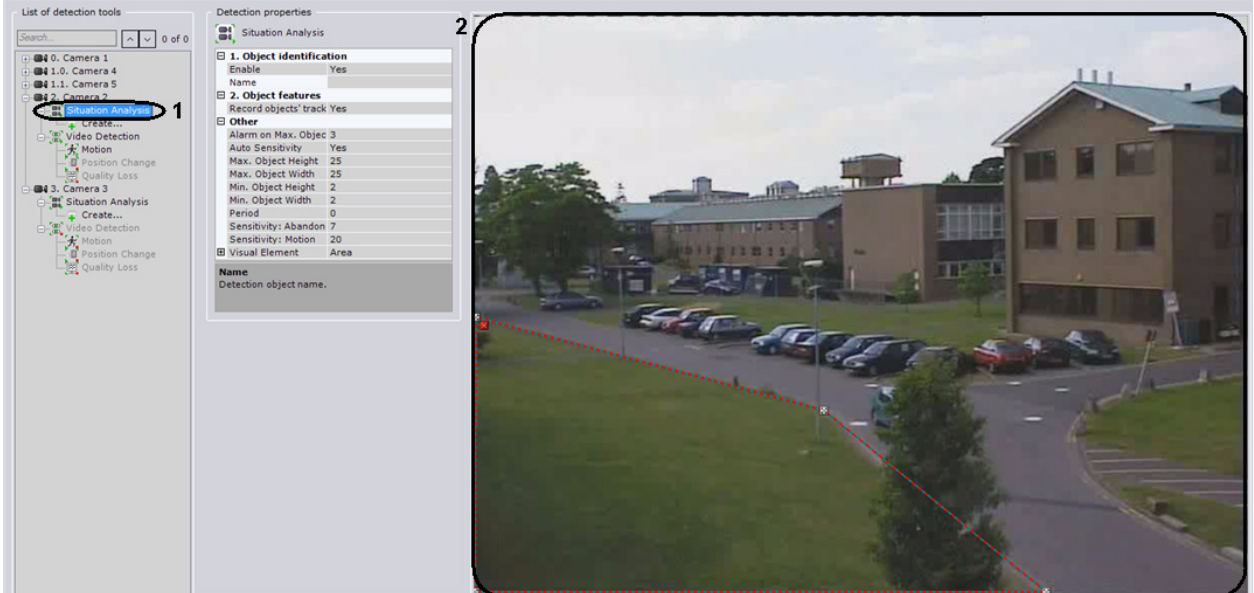 List of detection tools
Search...
0 of 0
0. Camera 1
1.0. Camera 4
1.1. Camera 5
2. Camera 2
Situation Analysis
1
Create...
Video Detection
Motion
Position Change
Quality Loss
3. Camera 3
Situation Analysis
Create...
Video Detection
Motion
Position Change
Quality Loss
Detection properties
Situation Analysis
1. Object identification
Enable Yes
Name
2. Object features
Record objects' track Yes
Other
Alarm on Max. Objec 3
Auto Sensitivity Yes
Max. Object Height 25
Max. Object Width 25
Min. Object Height 2
Min. Object Width 2
Period 0
Sensitivity: Abandon 7
Sensitivity: Motion 20
Visual Element Area
Name
Detection object name.
2